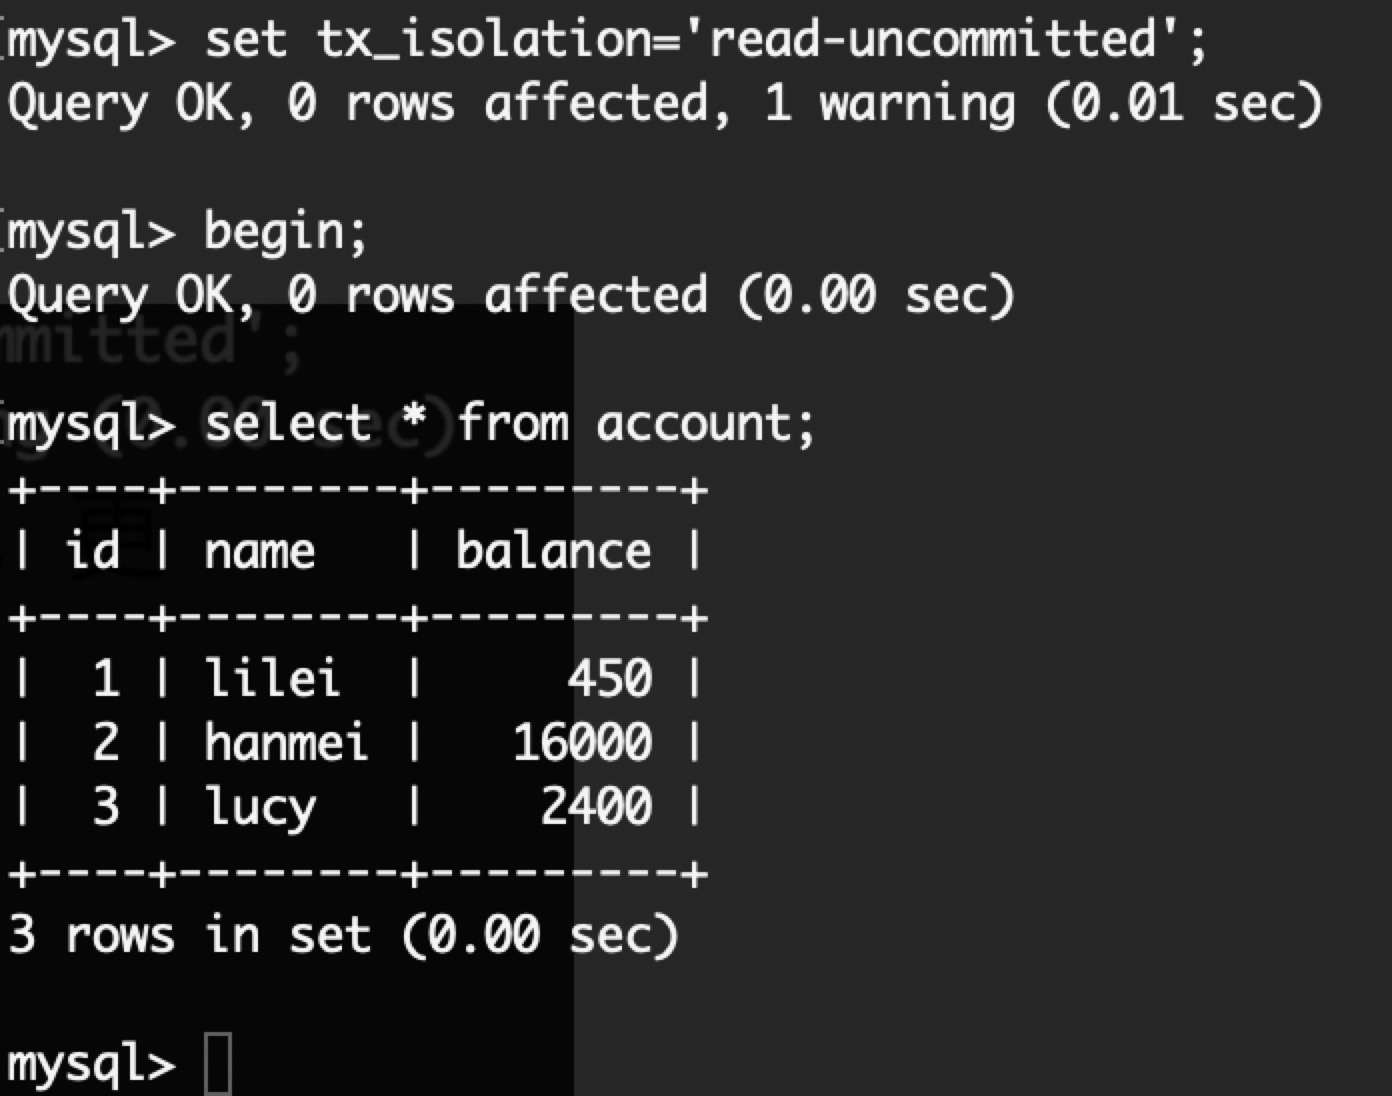 mysql> set tx_isolation='read-uncommitted';
Query OK, 0 rows affected, 1 warning (0.01 sec)
mysql> begin;
Query OK, 0 rows affected (0.00 sec)
mmitted';
mysql> select * from account;
+----+--------+---------+
| id | name   | balance |
+----+--------+---------+
|  1 | lilei  |     450 |
|  2 | hanmei |   16000 |
|  3 | lucy   |    2400 |
+----+--------+---------+
3 rows in set (0.00 sec)
mysql>